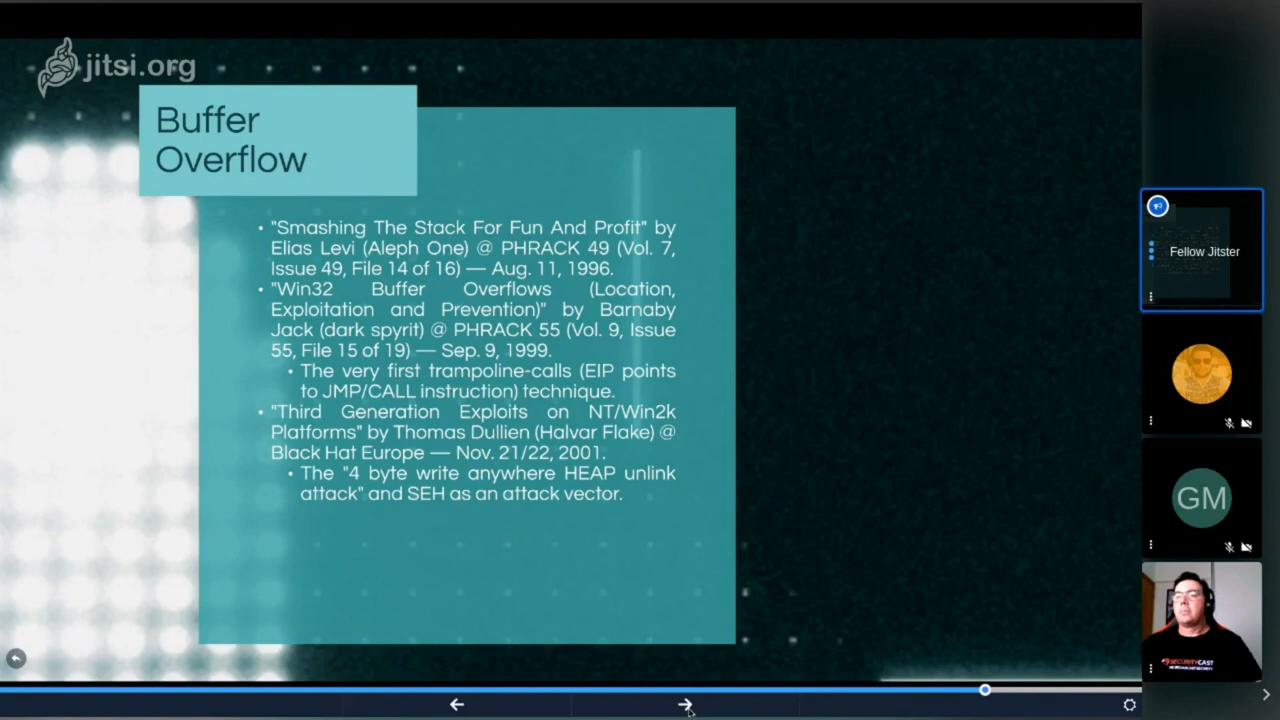 jitsi.org
Buffer
Overflow
• "Smashing The Stack For Fun And Profit" by
Elias Levi (Aleph One) @ PHRACK 49 (Vol. 7,
Issue 49, File 14 of 16) — Aug. 11, 1996.
• "Win32 Buffer Overflows (Location,
Exploitation and Prevention)" by Barnaby
Jack (dark spyrit) @ PHRACK 55 (Vol. 9, Issue
55, File 15 of 19) — Sep. 9, 1999.
• The very first trampoline-calls (EIP points
to JMP/CALL instruction) technique.
• "Third Generation Exploits on NT/Win2k
Platforms" by Thomas Dullien (Halvar Flake) @
Black Hat Europe — Nov. 21/22, 2001.
• The "4 byte write anywhere HEAP unlink
attack" and SEH as an attack vector.
Fellow Jitster
GM
SECURITYCAST